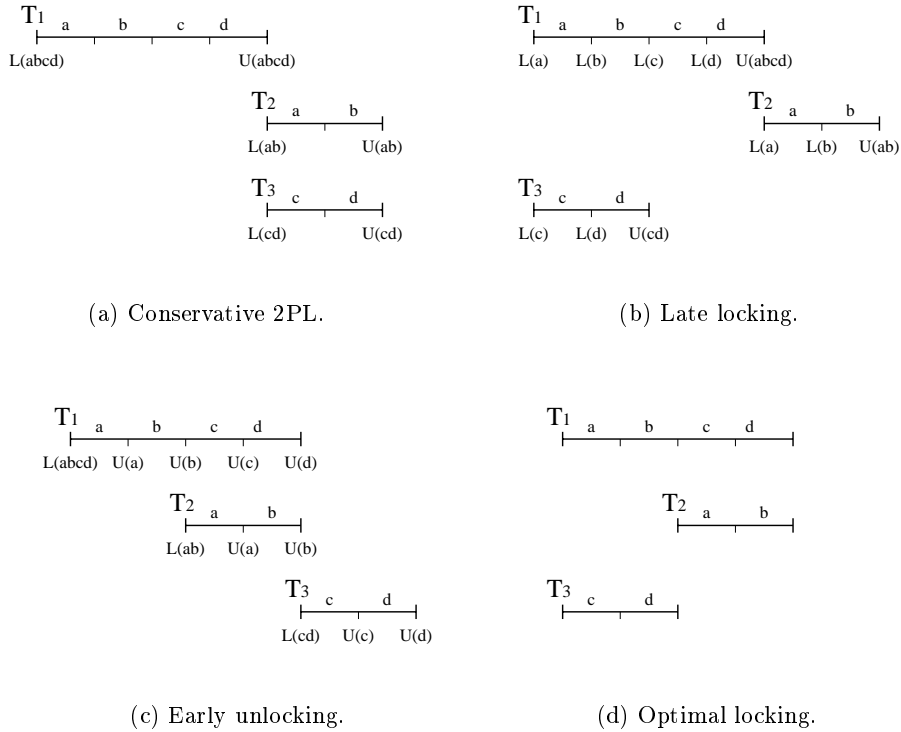 T1
a b c d
L(abcd) U(abcd)
T2
a b
L(ab) U(ab)
T3
c d
L(cd) U(cd)
(a) Conservative 2PL.
T1
a b c d
L(a) L(b) L(c) L(d) U(abcd)
T2
a b
L(a) L(b) U(ab)
T3
c d
L(c) L(d) U(cd)
(b) Late locking.
T1
a b c d
L(abcd) U(a) U(b) U(c) U(d)
T2
a b
L(ab) U(a) U(b)
T3
c d
L(cd) U(c) U(d)
(c) Early unlocking.
T1
a b c d
T2
a b
T3
c d
(d) Optimal locking.